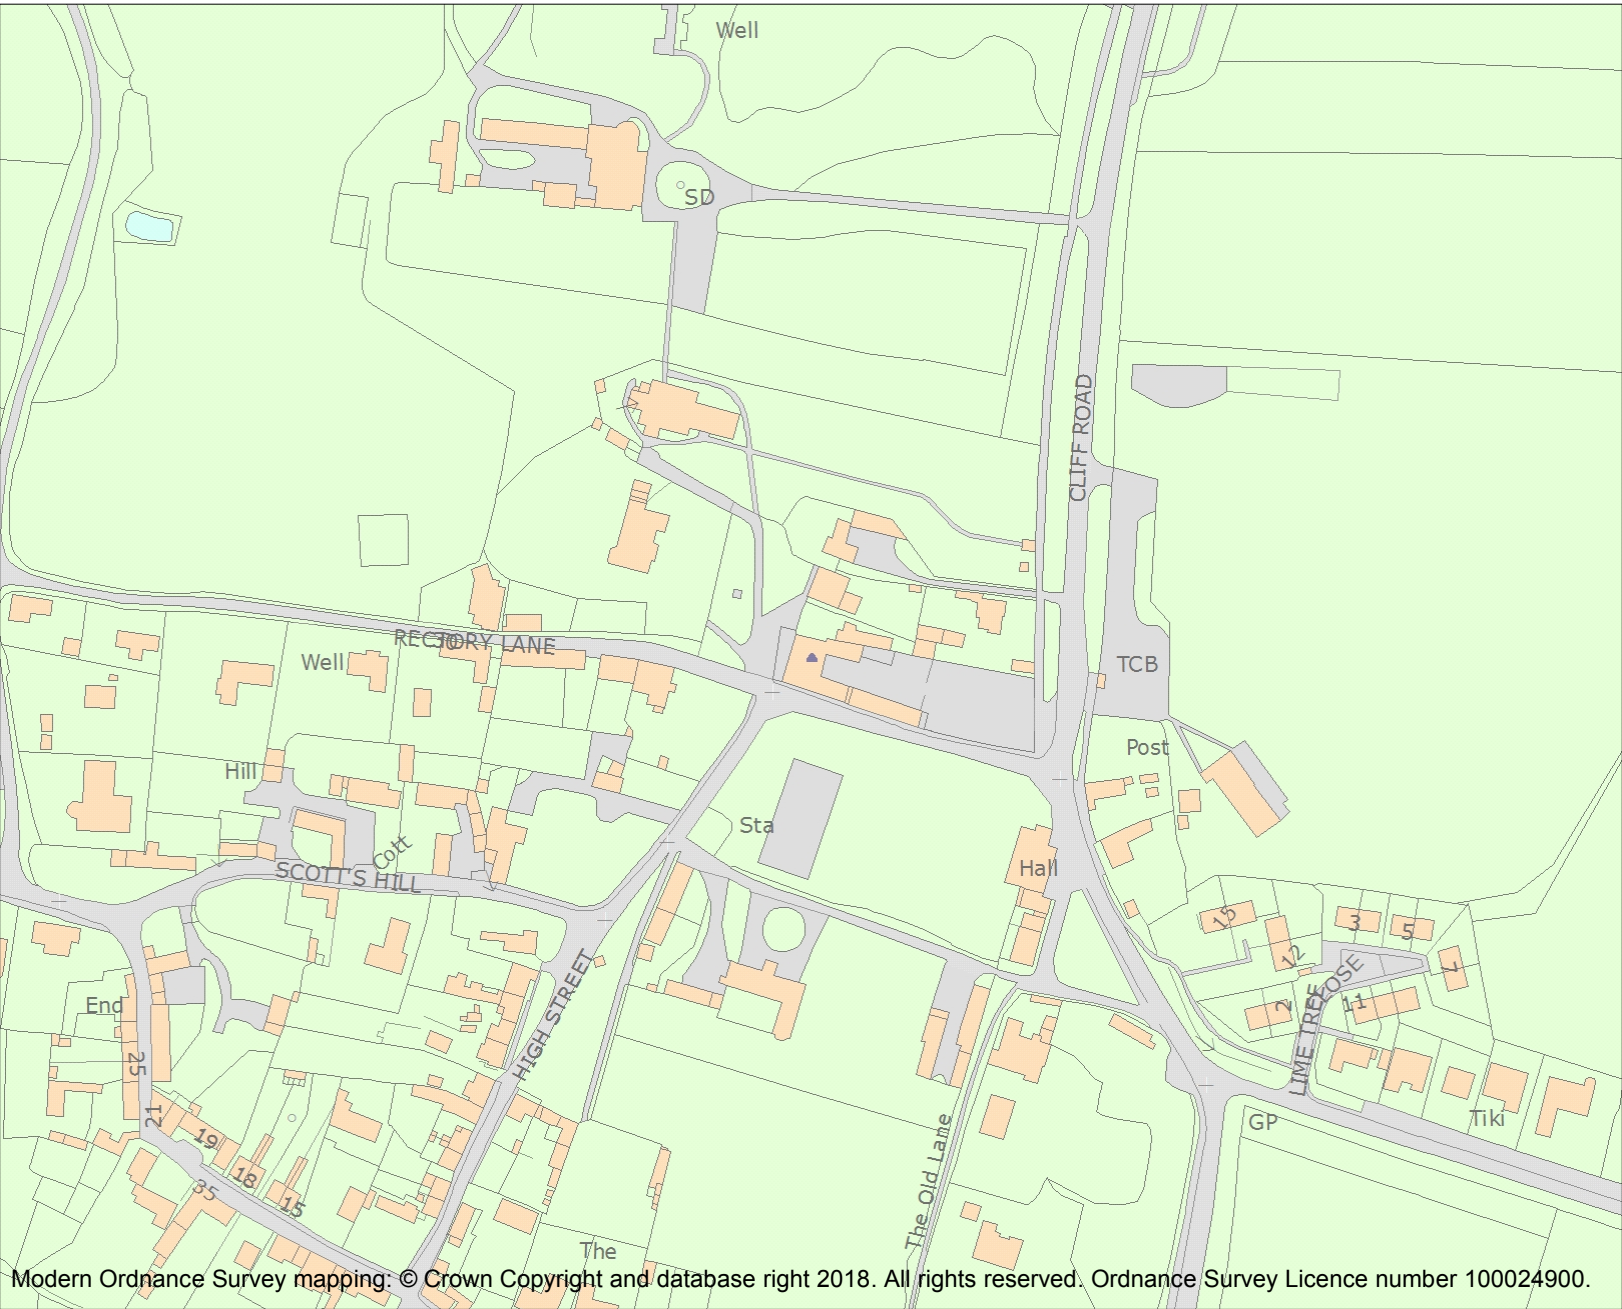 Well
SD
CLIFF ROAD
RECTORY LANE
30
Well
TCB
Post
Hill
Sta
Cott
SCOTT'S HILL
Hall
15
3
5
12
7
LIME TREE CLOSE
2
11
End
HIGH STREET
25
21
19
18
35
15
GP
Tiki
The Old Lane
The
Modern Ordnance Survey mapping: © Crown Copyright and database right 2018. All rights reserved. Ordnance Survey Licence number 100024900.